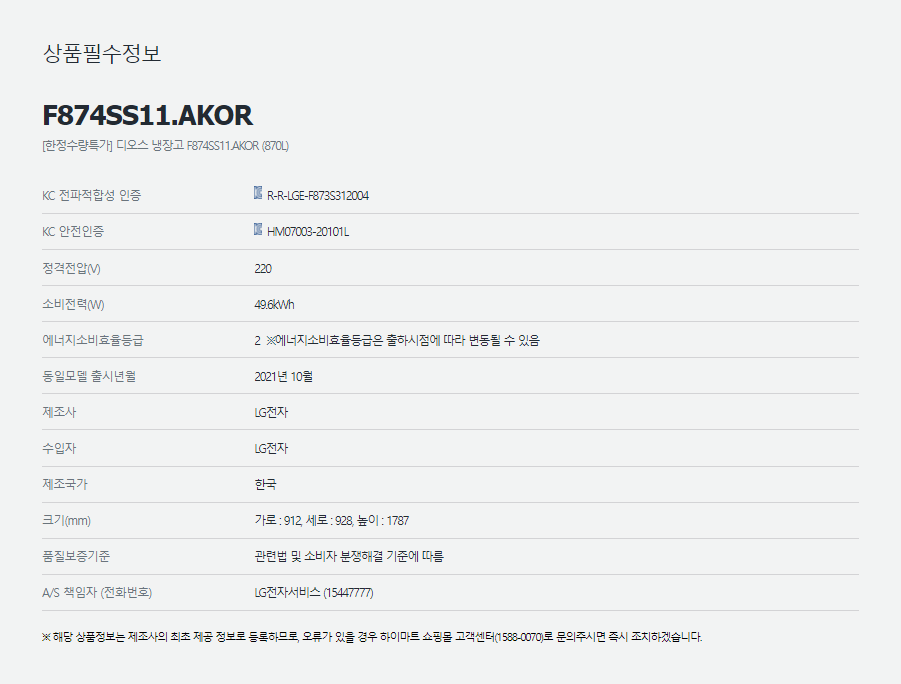 상품필수정보
F874SS11.AKOR
[한정수량특가] 디오스 냉장고 F874SS11.AKOR (870L)
KC 전파적합성 인증 R-R-LGE-F873S312004
KC 안전인증 HM07003-20101L
정격전압(V) 220
소비전력(W) 49.6kWh
에너지소비효율등급 2 ※에너지소비효율등급은 출하시점에 따라 변동될 수 있음
동일모델 출시년월 2021년 10월
제조사 LG전자
수입자 LG전자
제조국가 한국
크기(mm) 가로 : 912, 세로 : 928, 높이 : 1787
품질보증기준 관련법 및 소비자 분쟁해결 기준에 따름
A/S 책임자 (전화번호) LG전자서비스 (15447777)
※ 해당 상품정보는 제조사의 최초 제공 정보로 등록하므로, 오류가 있을 경우 하이마트 쇼핑몰 고객센터(1588-0070)로 문의주시면 즉시 조치하겠습니다.